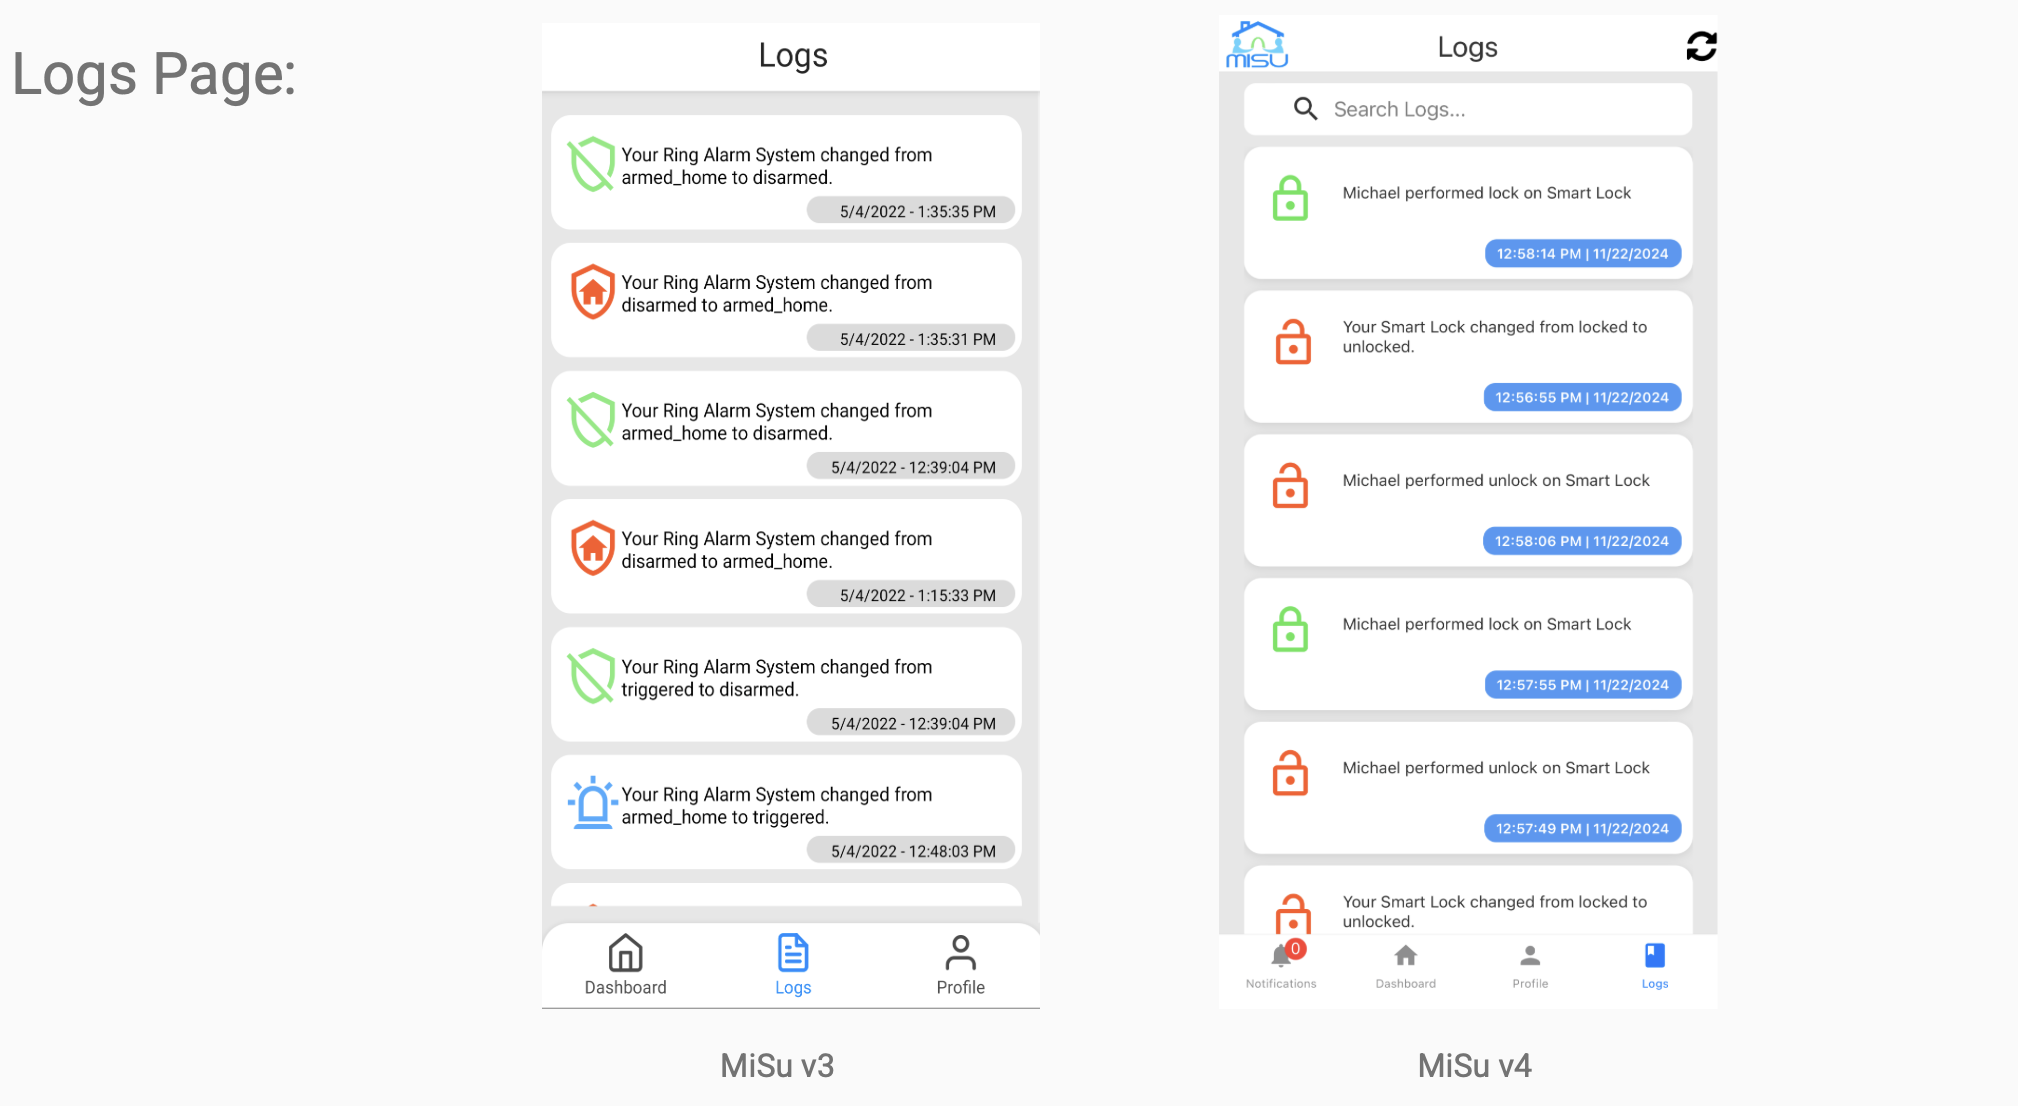 Logs Page:
Logs
Your Ring Alarm System changed from
armed_home to disarmed.
5/4/2022 - 1:35:35 PM
Your Ring Alarm System changed from
disarmed to armed_home.
5/4/2022 - 1:35:31 PM
Your Ring Alarm System changed from
armed_home to disarmed.
5/4/2022 - 12:39:04 PM
Your Ring Alarm System changed from
disarmed to armed_home.
5/4/2022 - 1:15:33 PM
Your Ring Alarm System changed from
triggered to disarmed.
5/4/2022 - 12:39:04 PM
Your Ring Alarm System changed from
armed_home to triggered.
5/4/2022 - 12:48:03 PM
Dashboard
Logs
Profile
MiSu v3
MISU
Logs
Search Logs...
Michael performed lock on Smart Lock
12:58:14 PM | 11/22/2024
Your Smart Lock changed from locked to
unlocked.
12:56:55 PM | 11/22/2024
Michael performed unlock on Smart Lock
12:58:06 PM | 11/22/2024
Michael performed lock on Smart Lock
12:57:55 PM | 11/22/2024
Michael performed unlock on Smart Lock
12:57:49 PM | 11/22/2024
Your Smart Lock changed from locked to
unlocked.
0
Notifications
Dashboard
Profile
Logs
MiSu v4